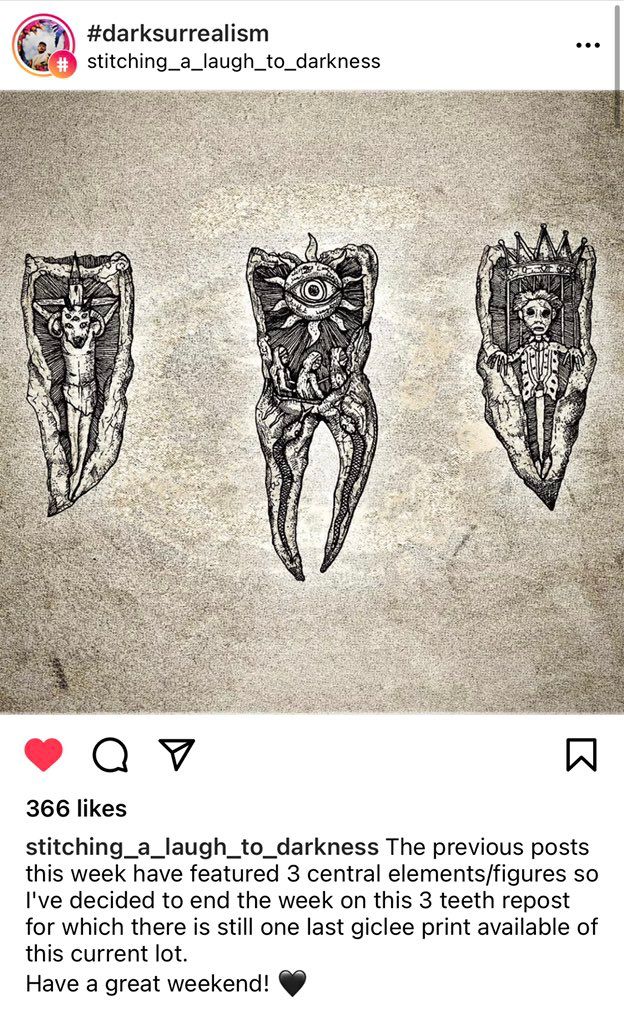 #darksurrealism
stitching_a_laugh_to_darkness
#
366 likes
stitching_a_laugh_to_darkness The previous posts
this week have featured 3 central elements/figures so
I've decided to end the week on this 3 teeth repost
for which there is still one last giclee print available of
this current lot.
Have a great weekend! 🖤